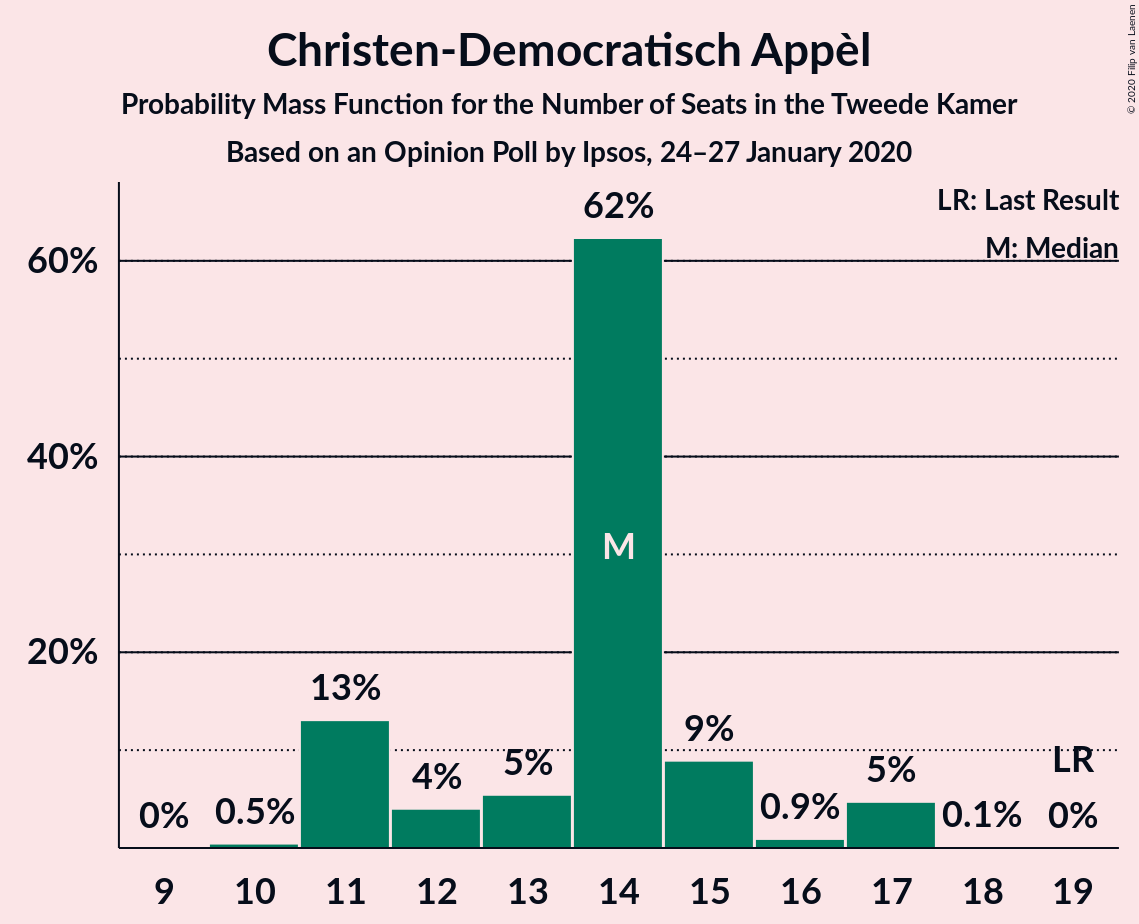 Christen-Democratisch Appèl
Probability Mass Function for the Number of Seats in the Tweede Kamer
Based on an Opinion Poll by Ipsos, 24–27 January 2020
© 2020 Filip van Laenen
LR: Last Result
M: Median
60%
40%
20%
0%
0.5%
13%
4%
5%
62%
M
9%
0.9%
5%
0.1%
LR
0%
9 10 11 12 13 14 15 16 17 18 19